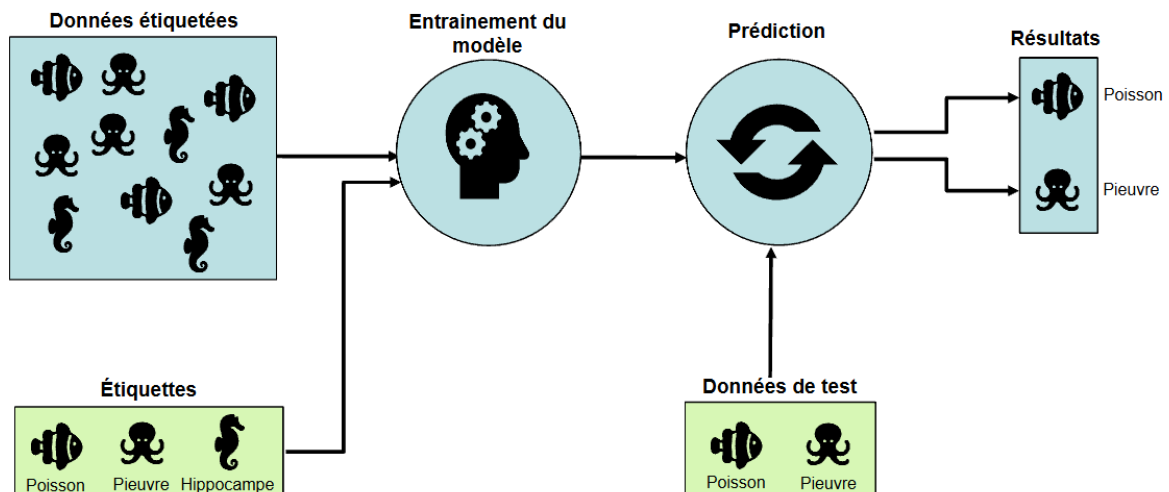 Données étiquetées
Entrainement du
modèle
Prédiction
Résultats
Poisson
Pieuvre
Étiquettes
Poisson Pieuvre Hippocampe
Données de test
Poisson Pieuvre